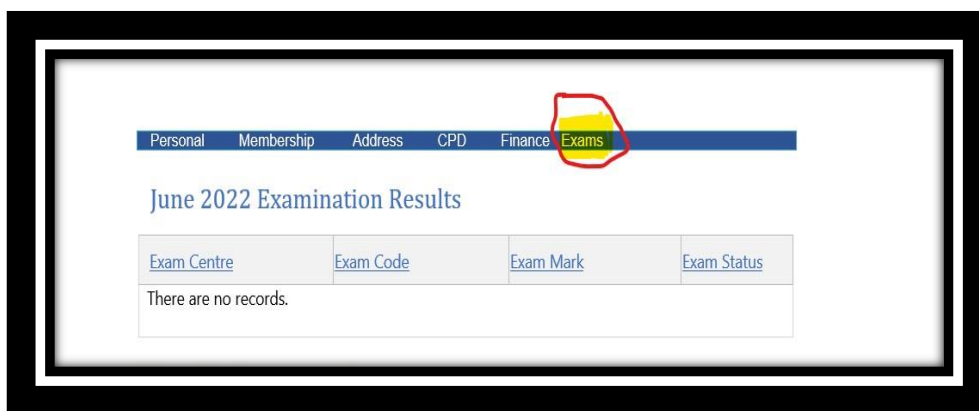 Personal Membership Address CPD Finance Exams
June 2022 Examination Results
Exam Centre Exam Code Exam Mark Exam Status
There are no records.